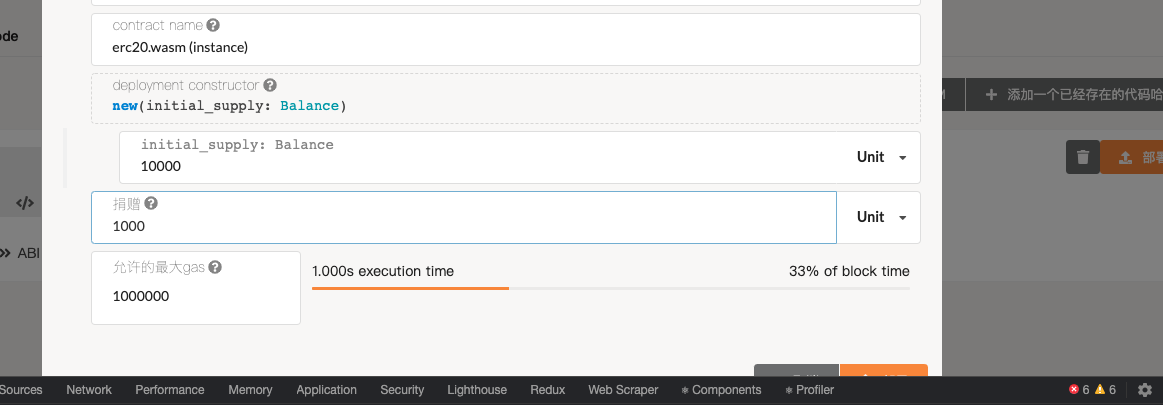 ode
contract name
erc20.wasm (instance)
deployment constructor
new(initial_supply: Balance)
M
添加一个已经存在的代码哈
initial_supply: Balance
10000
Unit
部署
捐赠
1000
Unit
ABI
允许的最大gas
1000000
1.000s execution time
33% of block time
Sources Network Performance Memory Application Security Lighthouse Redux Web Scraper Components Profiler 6 6